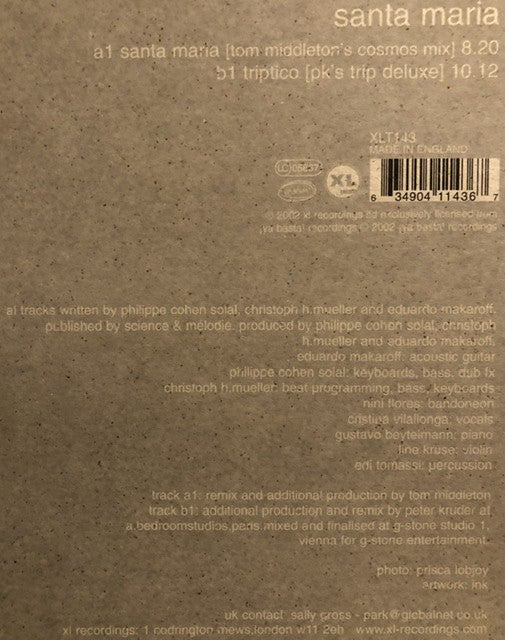 santa maria
a1 santa maria [tom middleton's cosmos mix] 8.20
b1 triptico [pk's trip deluxe] 10.12
XLT143
MADE IN ENGLAND
XL
6 34904 11436 7
℗ 2002 xl recordings ltd exclusively licensed from
¡ya basta! recordings © 2002 ¡ya basta! recordings
al tracks written by philippe cohen solal, christoph h.mueller and eduardo makaroff.
published by science & melodie. produced by philippe cohen solal, christoph
h.mueller and eduardo makaroff.
eduardo makaroff: acoustic guitar
philippe cohen solal: keyboards, bass, dub fx
christoph h.mueller: beat programming, bass, keyboards
nini flores: bandoneon
cristina vilallonga: vocals
gustavo beytelmann: piano
line kruse: violin
edi tomassi: percussion
track a1: remix and additional production by tom middleton
track b1: additional production and remix by peter kruder at
a.bedroomstudios,paris.mixed and finalised at g-stone studio 1,
vienna for g-stone entertainment.
photo: prisca lobjoy
artwork: ink
uk contact: sally gross - park@globalnet.co.uk
xl recordings: 1 codrington mews,london w11 2eh www.xl-recordings.com